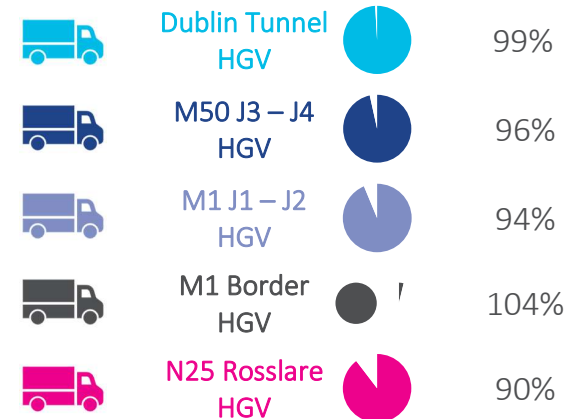 Dublin Tunnel
HGV
99%
M50 J3 – J4
HGV
96%
M1 J1 – J2
HGV
94%
M1 Border
HGV
104%
N25 Rosslare
HGV
90%